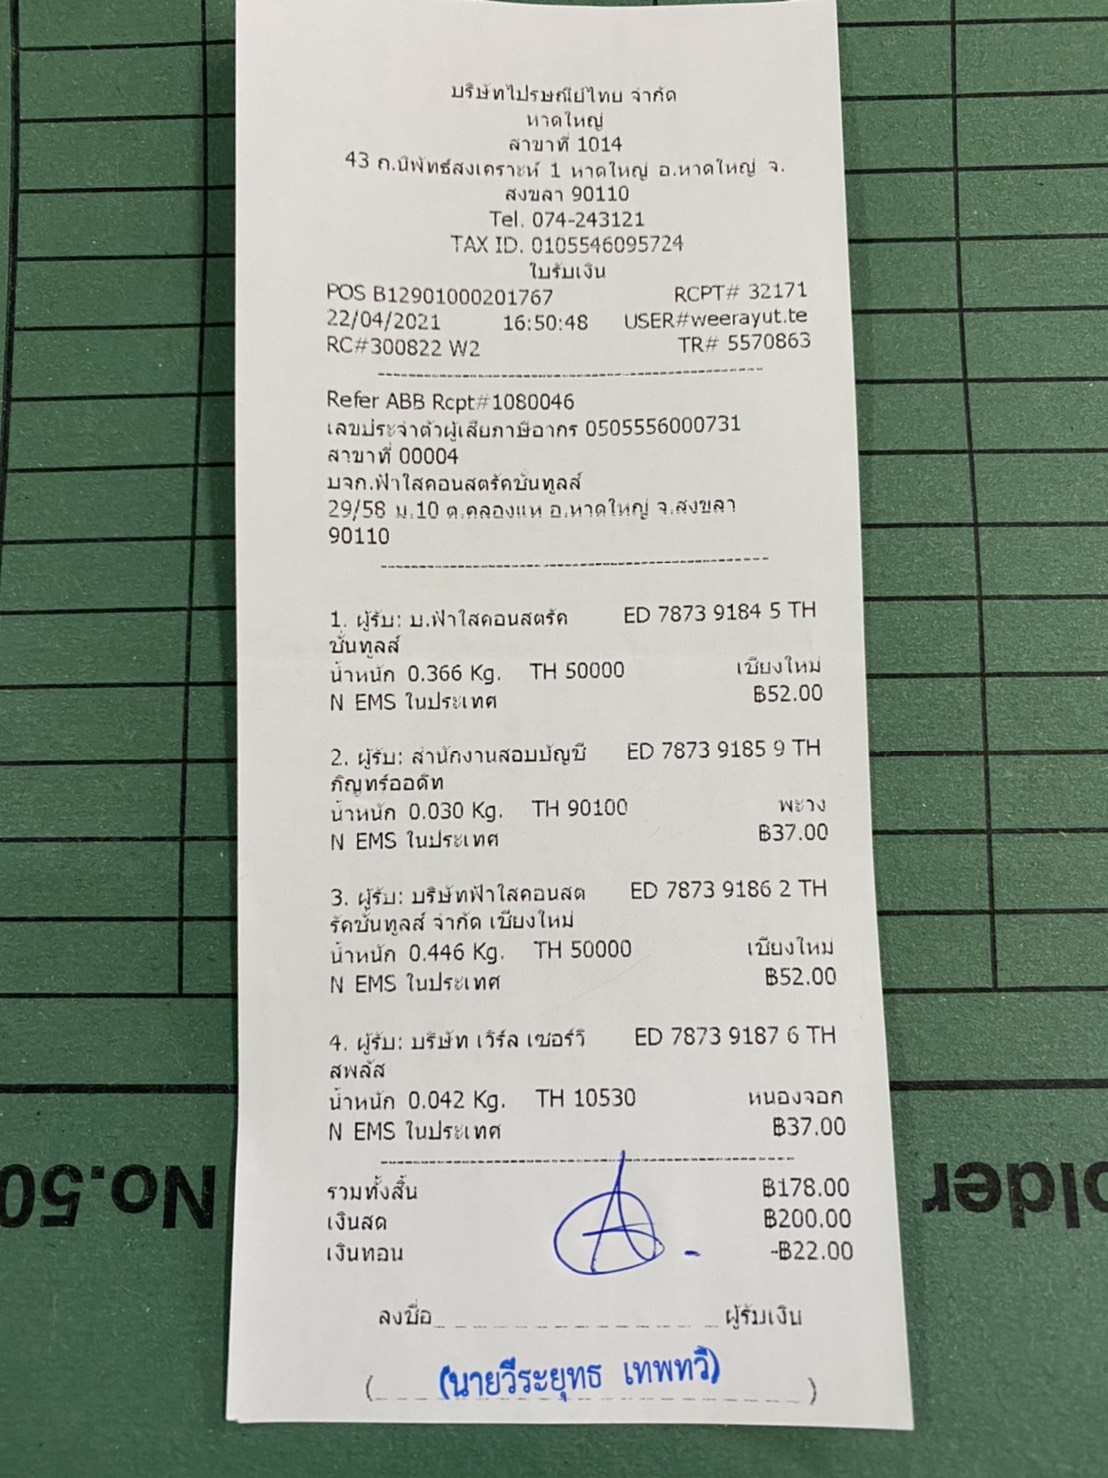 บริษัทไปรษณีย์ไทย จำกัด
หาดใหญ่
สาขาที่ 1014
43 ถ.นิพัทธ์สงเคราะห์ 1 หาดใหญ่ อ.หาดใหญ่ จ.
สงขลา 90110
Tel. 074-243121
TAX ID. 0105546095724
ใบรับเงิน
POS B12901000201767 RCPT# 32171
22/04/2021 16:50:48 USER#weerayut.te
RC#300822 W2 TR# 5570863
Refer ABB Rcpt#1080046
เลขประจำตัวผู้เสียภาษีอากร 0505556000731
สาขาที่ 00004
บจก.ฟ้าใสคอนสตรัคชั่นทูลส์
29/58 ม.10 ต.คลองแห อ.หาดใหญ่ จ.สงขลา
90110
1. ผู้รับ: บ.ฟ้าใสคอนสตรัค ED 7873 9184 5 TH
ชั่นทูลส์
น้ำหนัก 0.366 Kg. TH 50000 เชียงใหม่
N EMS ในประเทศ ฿52.00
2. ผู้รับ: สำนักงานสอบบัญชี ED 7873 9185 9 TH
ภิญทร์ออดิท
น้ำหนัก 0.030 Kg. TH 90100 พะวง
N EMS ในประเทศ ฿37.00
3. ผู้รับ: บริษัทฟ้าใสคอนสต ED 7873 9186 2 TH
รัคชั่นทูลส์ จำกัด เชียงใหม่
น้ำหนัก 0.446 Kg. TH 50000 เชียงใหม่
N EMS ในประเทศ ฿52.00
4. ผู้รับ: บริษัท เวิร์ล เซอร์วิ ED 7873 9187 6 TH
สพลัส
น้ำหนัก 0.042 Kg. TH 10530 หนองจอก
N EMS ในประเทศ ฿37.00
รวมทั้งสิ้น ฿178.00
เงินสด ฿200.00
เงินทอน -฿22.00
ลงชื่อ ผู้รับเงิน
(นายวีระยุทธ เทพทวี)
No.50
older